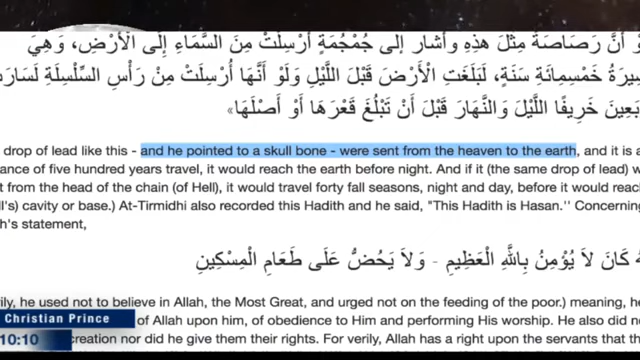 أَنَّ رَصَاصَةً مِثْلَ هذِهِ وَأَشَارَ إِلَى جُمْجُمَةٍ أُرْسِلَتْ مِنَ السَّمَاءِ إِلَى الْأَرْضِ، وَهِيَ
خَمْسِمِائَةِ سَنَةٍ، لَبَلَغَتِ الْأَرْضَ قَبْلَ اللَّيْلِ وَلَوْ أَنَّهَا أُرْسِلَتْ مِنْ رَأْسِ السِّلْسِلَةِ
خَرِيفًا اللَّيْلَ وَالنَّهَارَ قَبْلَ أَنْ تَبْلُغَ قَعْرَهَا أَوْ أَصْلَهَا»
drop of lead like this - and he pointed to a skull bone - were sent from the heaven to the earth, and it is a
ance of five hundred years travel, it would reach the earth before night. And if it (the same drop of lead) w
t from the head of the chain (of Hell), it would travel forty fall seasons, night and day, before it would reac
l's) cavity or base.) At-Tirmidhi also recorded this Hadith and he said, "This Hadith is Hasan.'' Concernin
h's statement,
كَانَ لَا يُؤْمِنُ بِاللَّهِ الْعَظِيمِ - وَلاَ يَحُضُّ عَلَى طَعَامِ الْمِسْكِينِ
rily, he used not to believe in Allah, the Most Great, and urged not on the feeding of the poor.) meaning, he
Christian Prince
of Allah upon him, of obedience to Him and performing His worship. He also did no
10:10
creation nor did he give them their rights. For verily, Allah has a right upon the servants that th